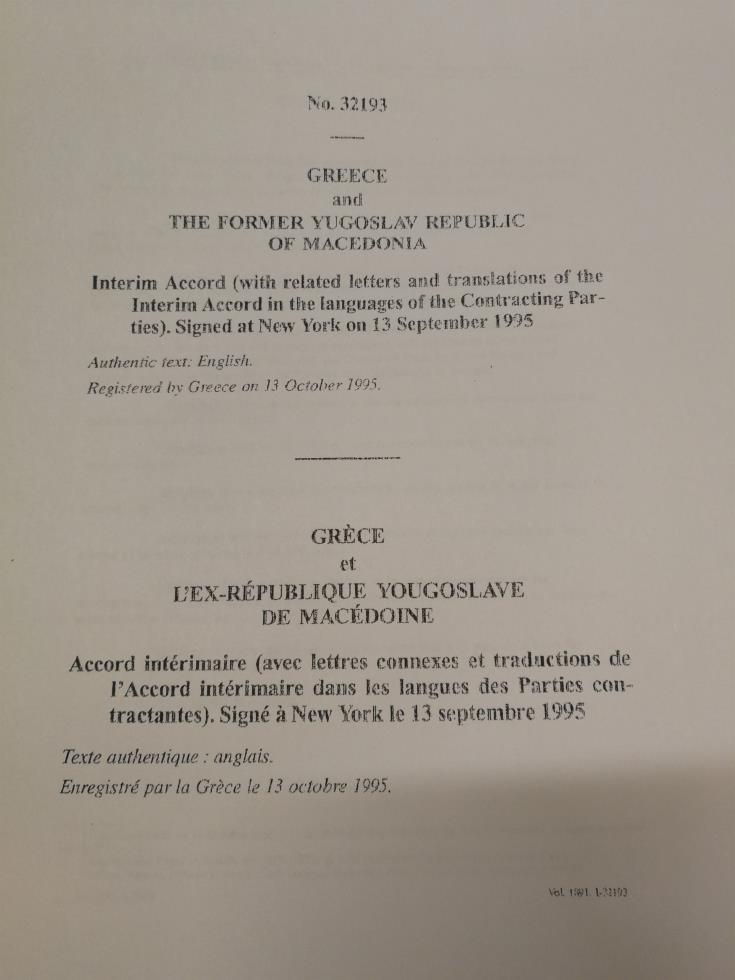 No. 32193
GREECE
and
THE FORMER YUGOSLAV REPUBLIC
OF MACEDONIA
Interim Accord (with related letters and translations of the
Interim Accord in the languages of the Contracting Par-
ties). Signed at New York on 13 September 1995
Authentic text: English.
Registered by Greece on 13 October 1995.
GRÈCE
et
L'EX-RÉPUBLIQUE YOUGOSLAVE
DE MACÉDOINE
Accord intérimaire (avec lettres connexes et traductions de
l'Accord intérimaire dans les langues des Parties con-
tractantes). Signé à New York le 13 septembre 1995
Texte authentique : anglais.
Enregistré par la Grèce le 13 octobre 1995.
Vol. I-32193